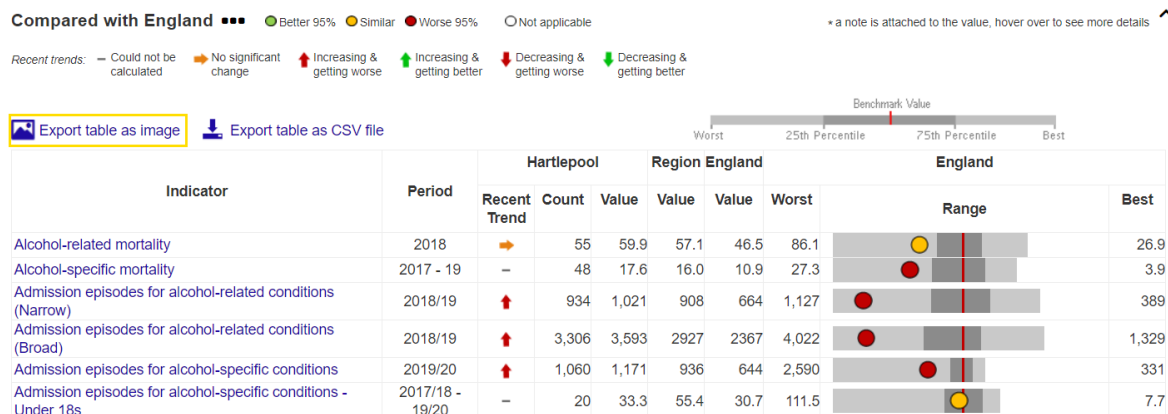 Compared with England ••• Better 95% Similar Worse 95% Not applicable * a note is attached to the value, hover over to see more details
Recent trends: – Could not be calculated No significant change Increasing & getting worse Increasing & getting better Decreasing & getting worse Decreasing & getting better
Benchmark Value
Export table as image Export table as CSV file
Worst 25th Percentile 75th Percentile Best
Hartlepool Region England England
Indicator Period Recent Trend Count Value Value Value Worst Range Best
Alcohol-related mortality 2018 55 59.9 57.1 46.5 86.1 26.9
Alcohol-specific mortality 2017 - 19 – 48 17.6 16.0 10.9 27.3 3.9
Admission episodes for alcohol-related conditions
(Narrow) 2018/19 934 1,021 908 664 1,127 389
Admission episodes for alcohol-related conditions
(Broad) 2018/19 3,306 3,593 2927 2367 4,022 1,329
Admission episodes for alcohol-specific conditions 2019/20 1,060 1,171 936 644 2,590 331
Admission episodes for alcohol-specific conditions -
Under 18s 2017/18 - 19/20 – 20 33.3 55.4 30.7 111.5 7.7